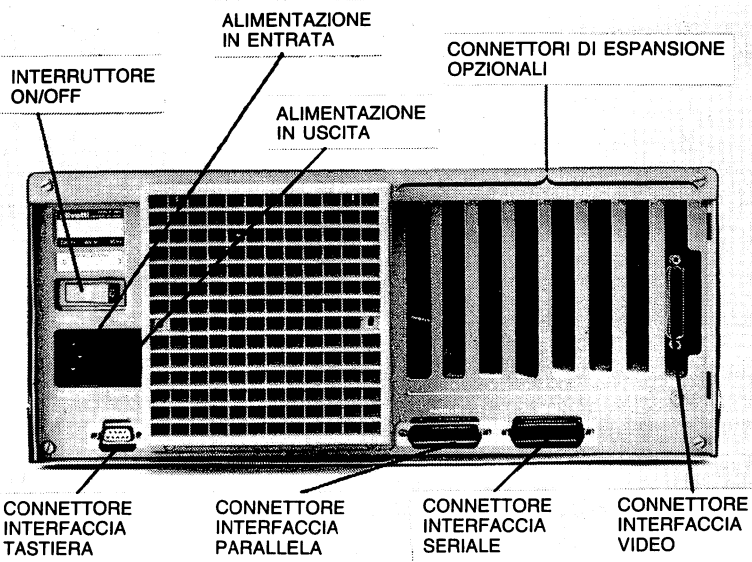 ALIMENTAZIONE
IN ENTRATA
CONNETTORI DI ESPANSIONE
OPZIONALI
INTERRUTTORE
ON/OFF
ALIMENTAZIONE
IN USCITA
olivetti
CONNETTORE
INTERFACCIA
TASTIERA
CONNETTORE
INTERFACCIA
PARALLELA
CONNETTORE
INTERFACCIA
SERIALE
CONNETTORE
INTERFACCIA
VIDEO